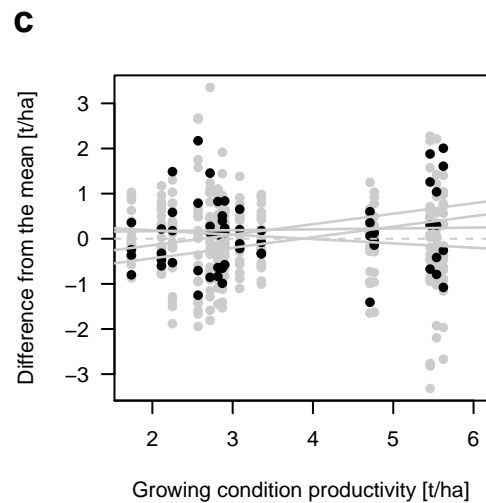 c
Difference from the mean [t/ha]
3
2
1
0
−1
−2
−3
2 3 4 5 6
Growing condition productivity [t/ha]